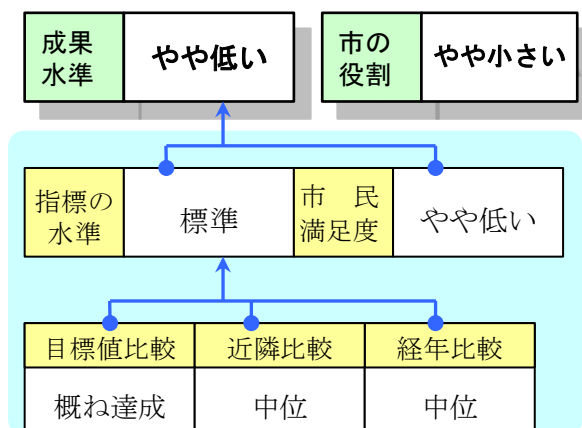 成果
水準
やや低い
市の
役割
やや小さい
指標の
水準
標準
市　民
満足度
やや低い
目標値比較
近隣比較
経年比較
概ね達成
中位
中位